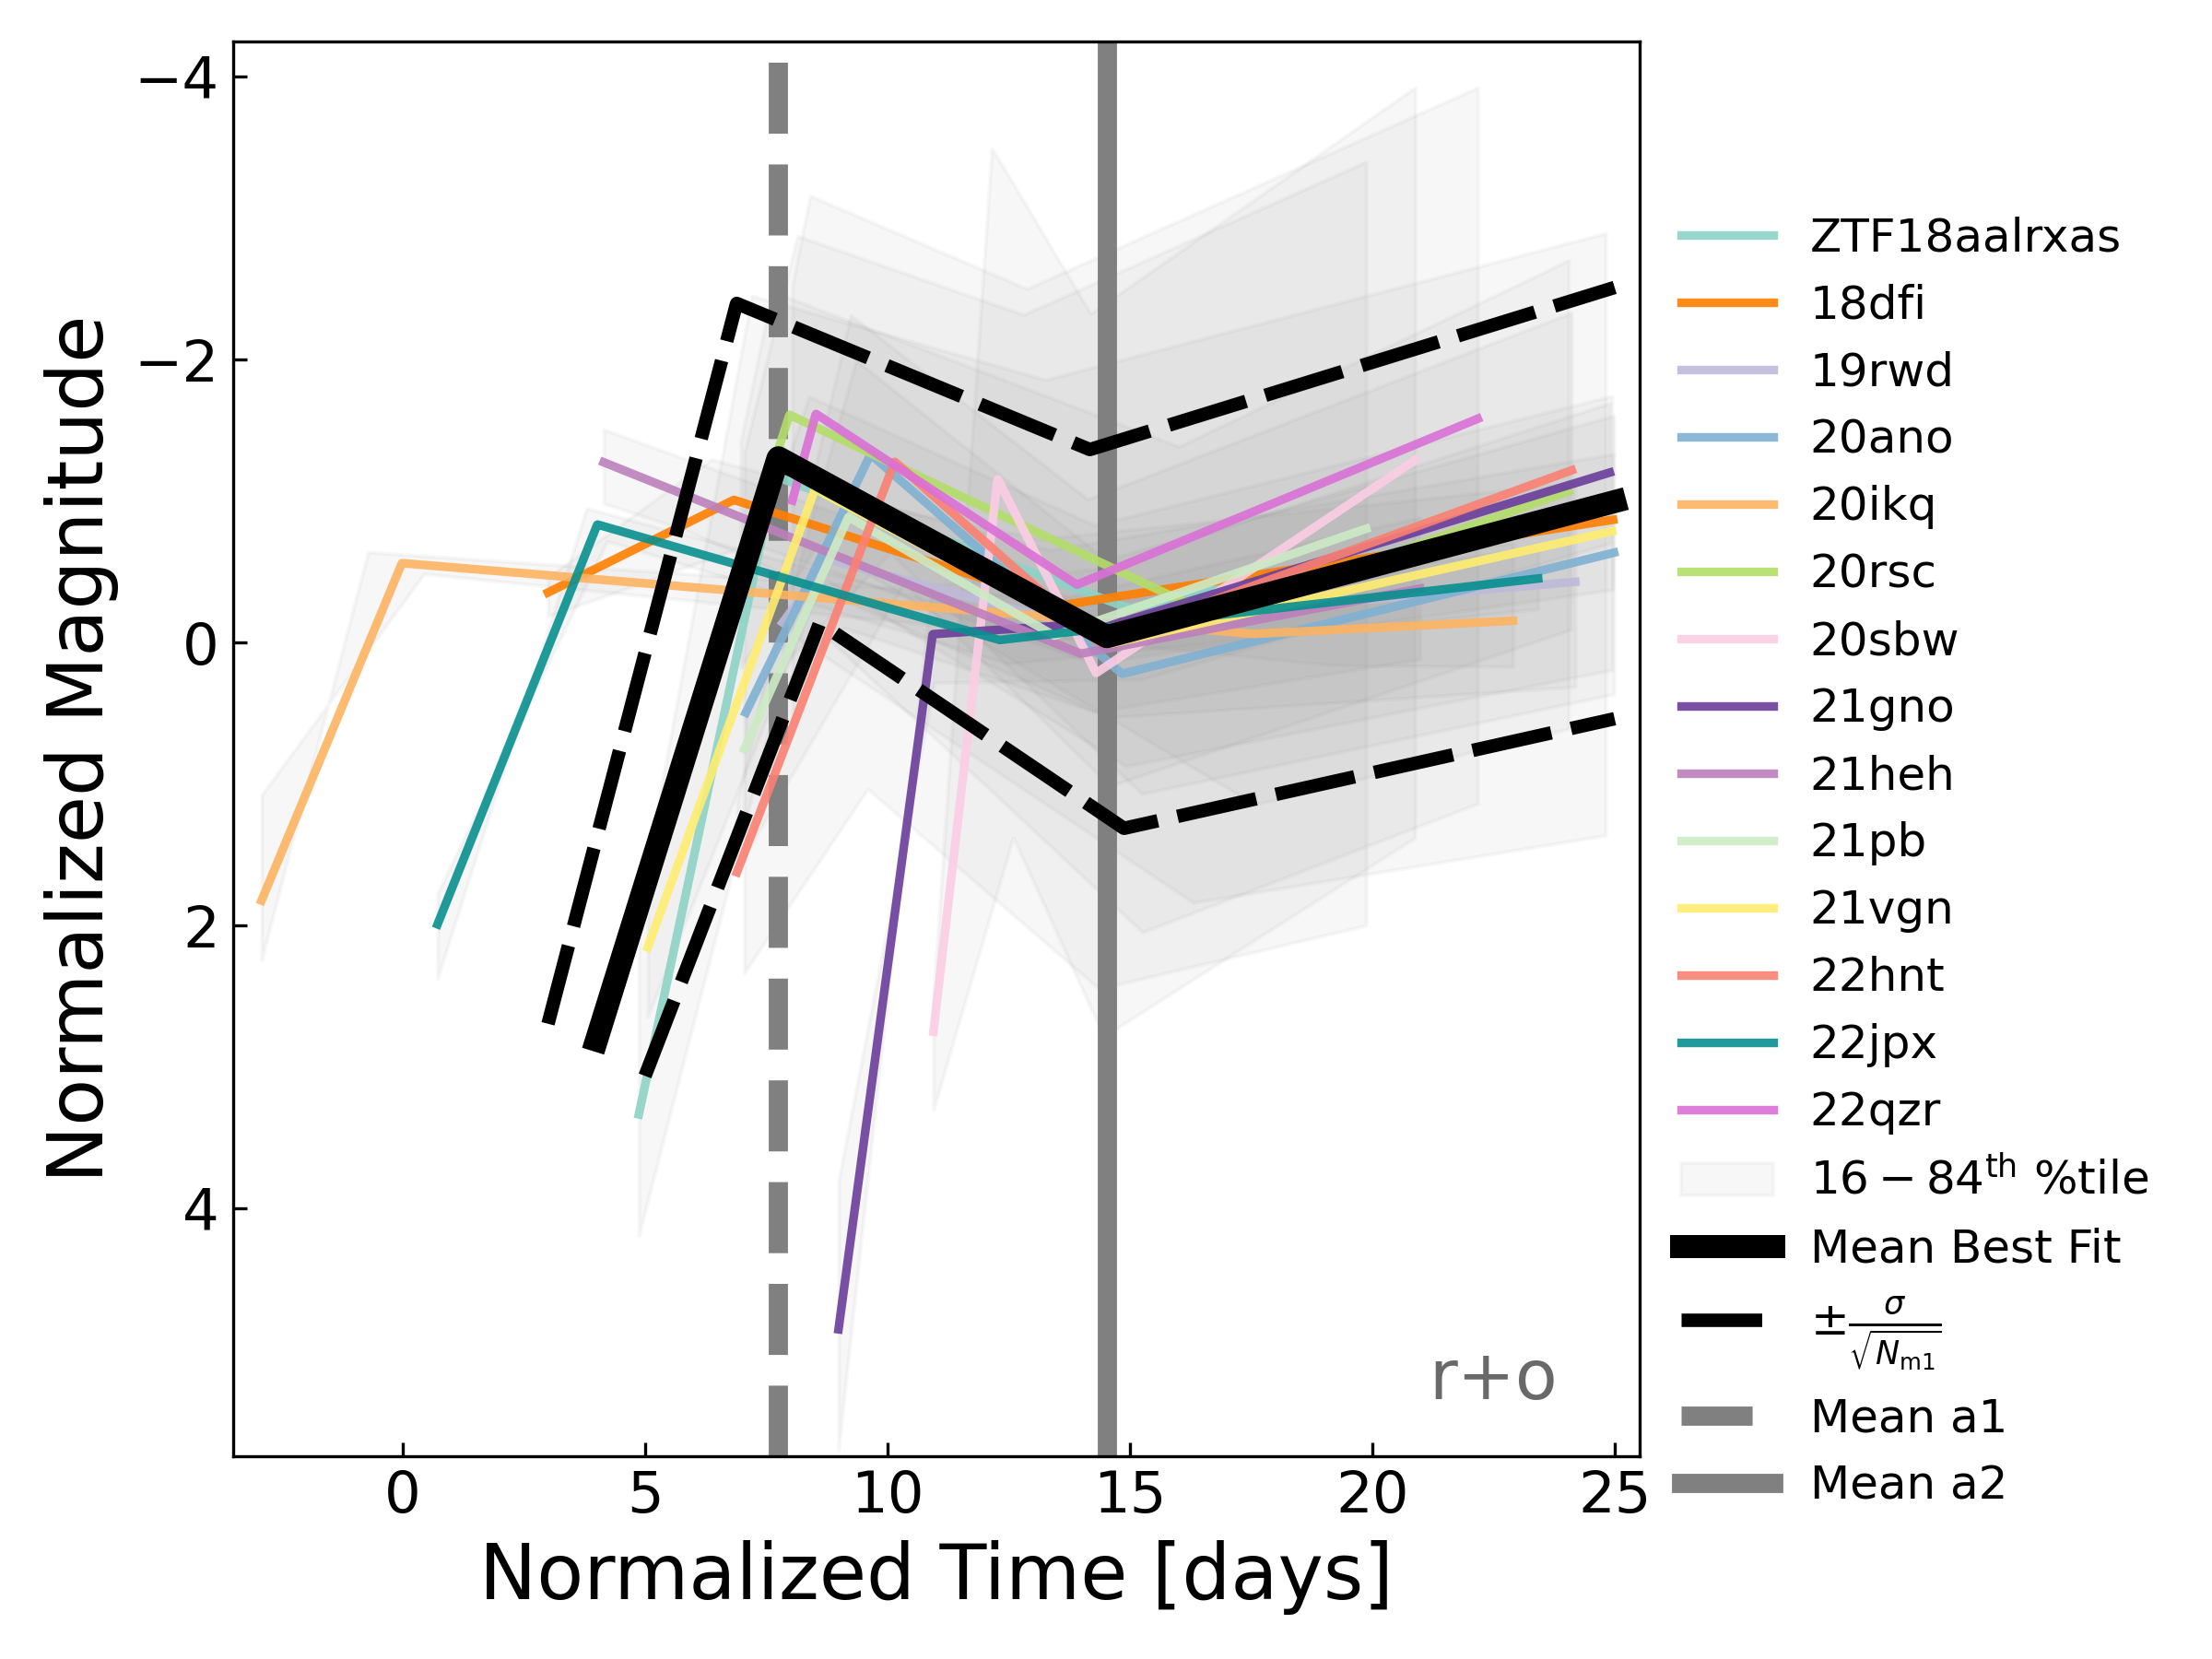 Normalized Magnitude
−4
−2
0
2
4
0
5
10
15
20
25
Normalized Time [days]
r+o
ZTF18aalrxas
18dfi
19rwd
20ano
20ikq
20rsc
20sbw
21gno
21heh
21pb
21vgn
22hnt
22jpx
22qzr
16 − 84th %tile
Mean Best Fit
±σ/√Nm1
Mean a1
Mean a2